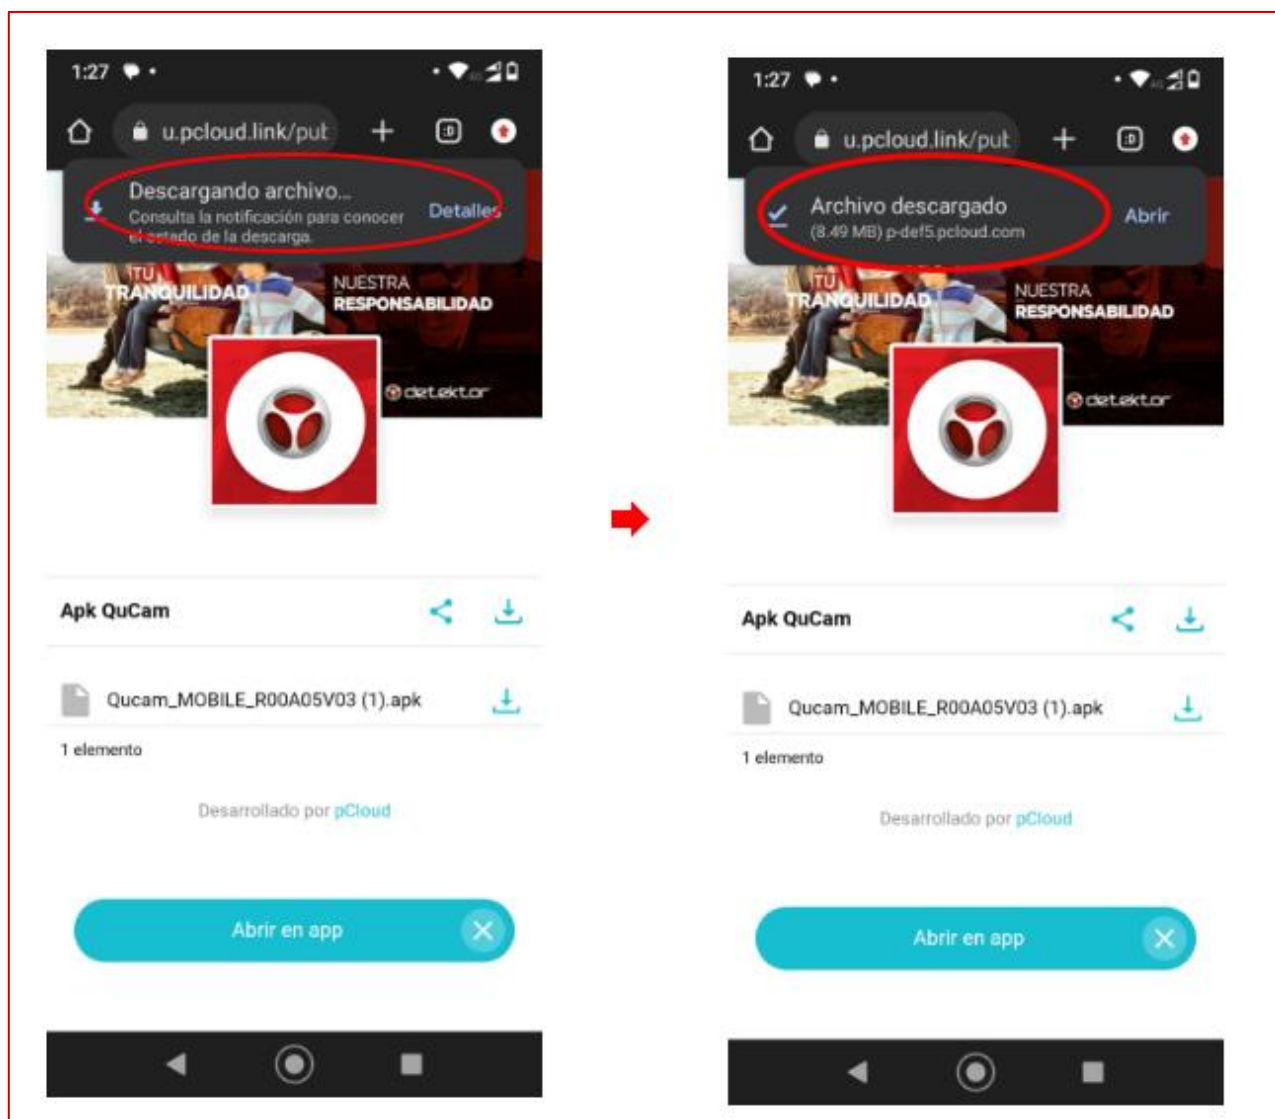 1:27
u.pcloud.link/put
Descargando archivo...
Consulta la notificación para conocer
el estado de la descarga.
Detalles
¡TU
TRANQUILIDAD
NUESTRA
RESPONSABILIDAD
detektor
Apk QuCam
Qucam_MOBILE_R00A05V03 (1).apk
1 elemento
Desarrollado por pCloud
Abrir en app
1:27
u.pcloud.link/put
Archivo descargado
(8.49 MB) p-def5.pcloud.com
Abrir
¡TU
TRANQUILIDAD
NUESTRA
RESPONSABILIDAD
detektor
Apk QuCam
Qucam_MOBILE_R00A05V03 (1).apk
1 elemento
Desarrollado por pCloud
Abrir en app